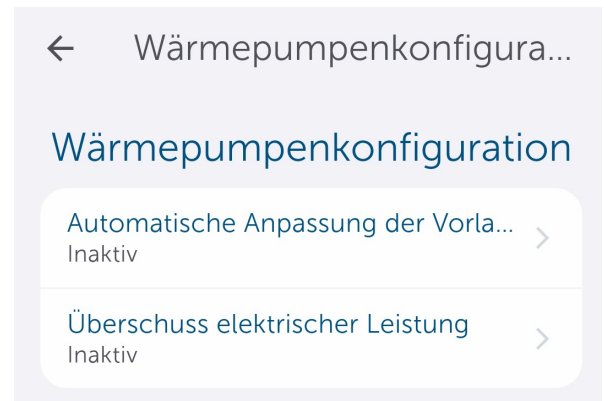 Wärmepumpenkonfigura...
Wärmepumpenkonfiguration
Automatische Anpassung der Vorla...
Inaktiv
Überschuss elektrischer Leistung
Inaktiv